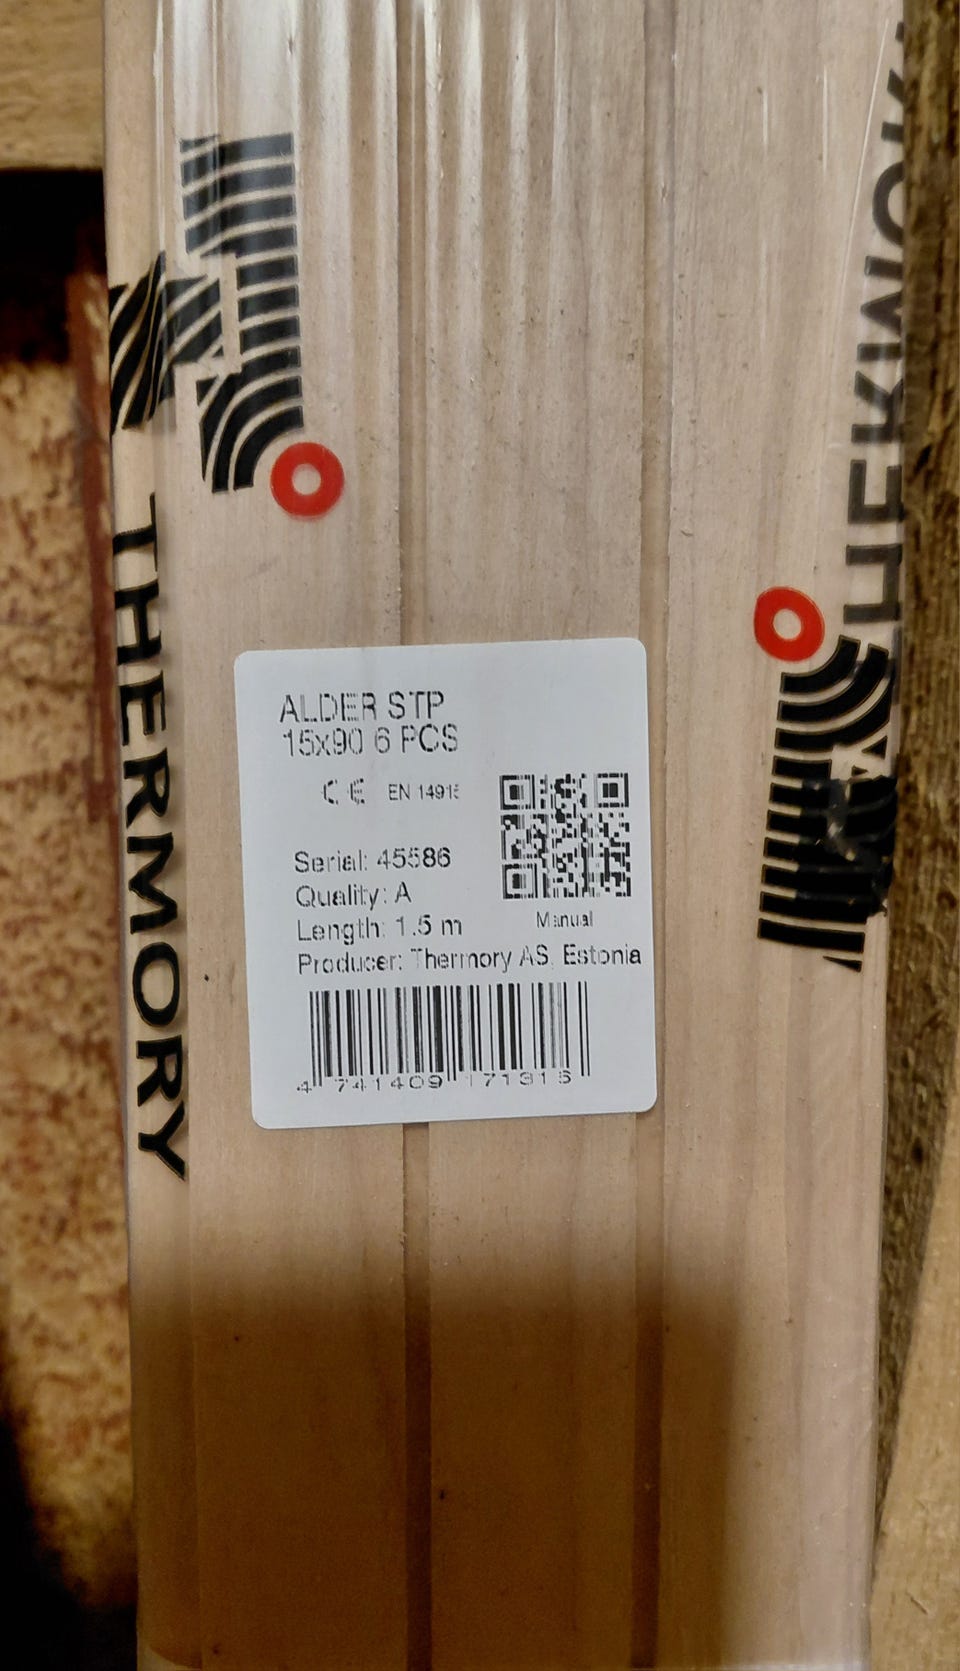 THERMORY
THERMORY
ALDER STP
15x90 6 PCS
CE EN 14915
Serial: 45586
Quality: A
Length: 1.5 m
Manual
Producer: Thermory AS, Estonia
4 741409 171316